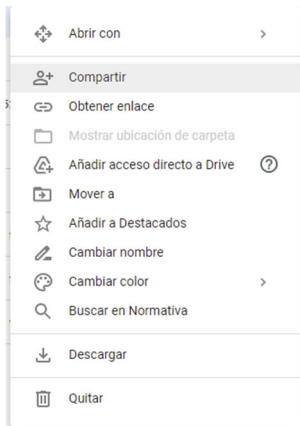 Abrir con
Compartir
Obtener enlace
Mostrar ubicación de carpeta
Añadir acceso directo a Drive
Mover a
Añadir a Destacados
Cambiar nombre
Cambiar color
Buscar en Normativa
Descargar
Quitar